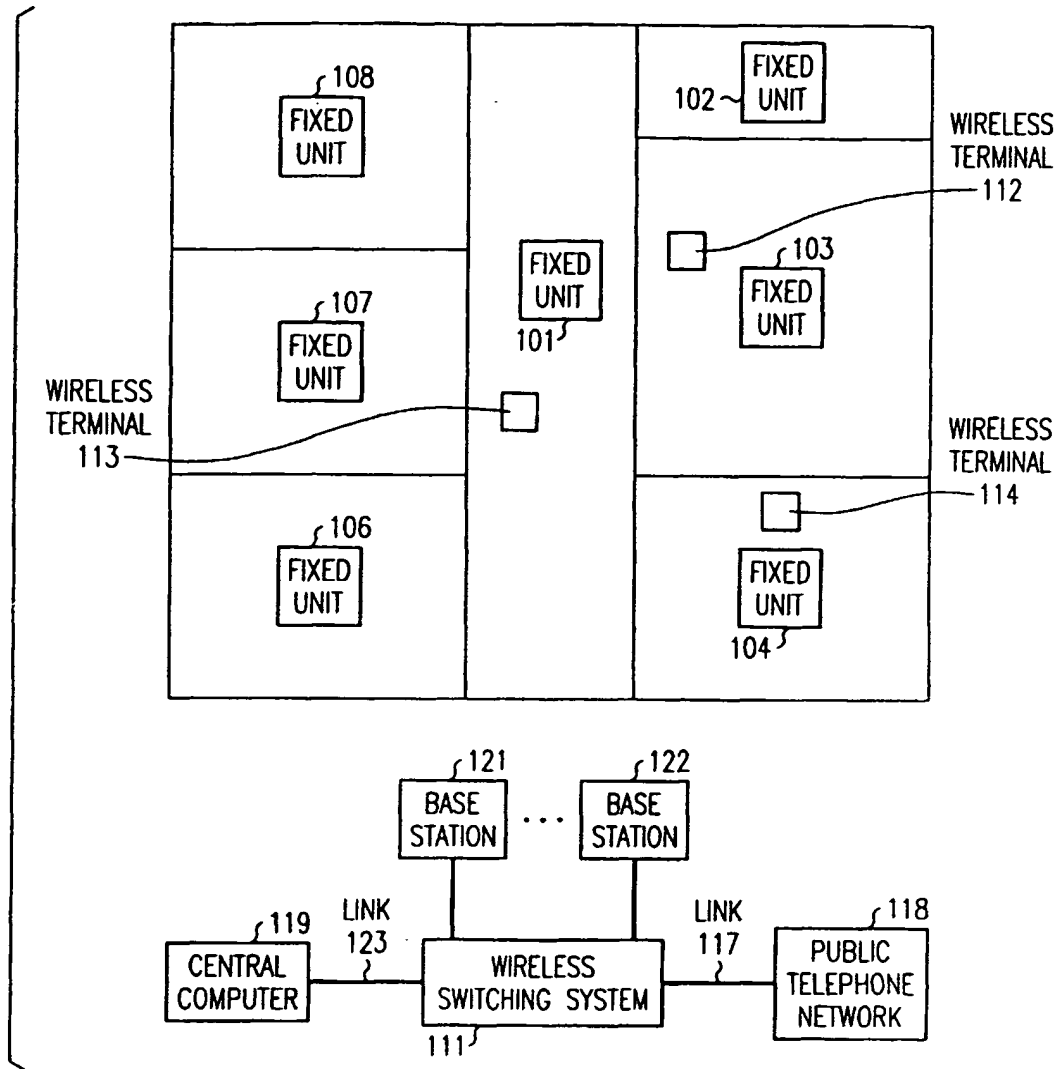 108
FIXED
UNIT
102
FIXED
UNIT
WIRELESS
TERMINAL
112
103
FIXED
UNIT
FIXED
UNIT
101
107
FIXED
UNIT
WIRELESS
TERMINAL
113
WIRELESS
TERMINAL
114
106
FIXED
UNIT
FIXED
UNIT
104
121
BASE
STATION
...
122
BASE
STATION
119
CENTRAL
COMPUTER
LINK
123
WIRELESS
SWITCHING SYSTEM
111
LINK
117
118
PUBLIC
TELEPHONE
NETWORK